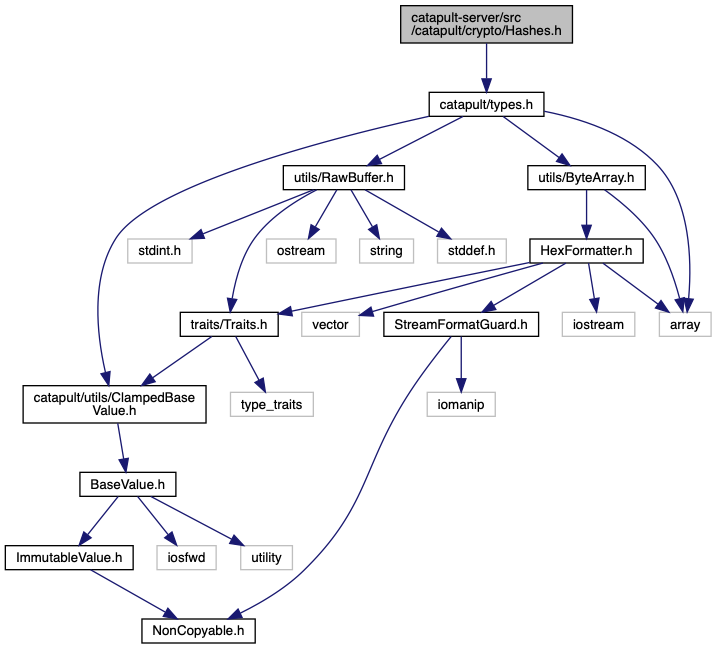 catapult-server/src
/catapult/crypto/Hashes.h
catapult/types.h
utils/RawBuffer.h
utils/ByteArray.h
stdint.h
ostream
string
stddef.h
HexFormatter.h
traits/Traits.h
vector
StreamFormatGuard.h
iostream
array
catapult/utils/ClampedBase
Value.h
type_traits
iomanip
BaseValue.h
ImmutableValue.h
iosfwd
utility
NonCopyable.h